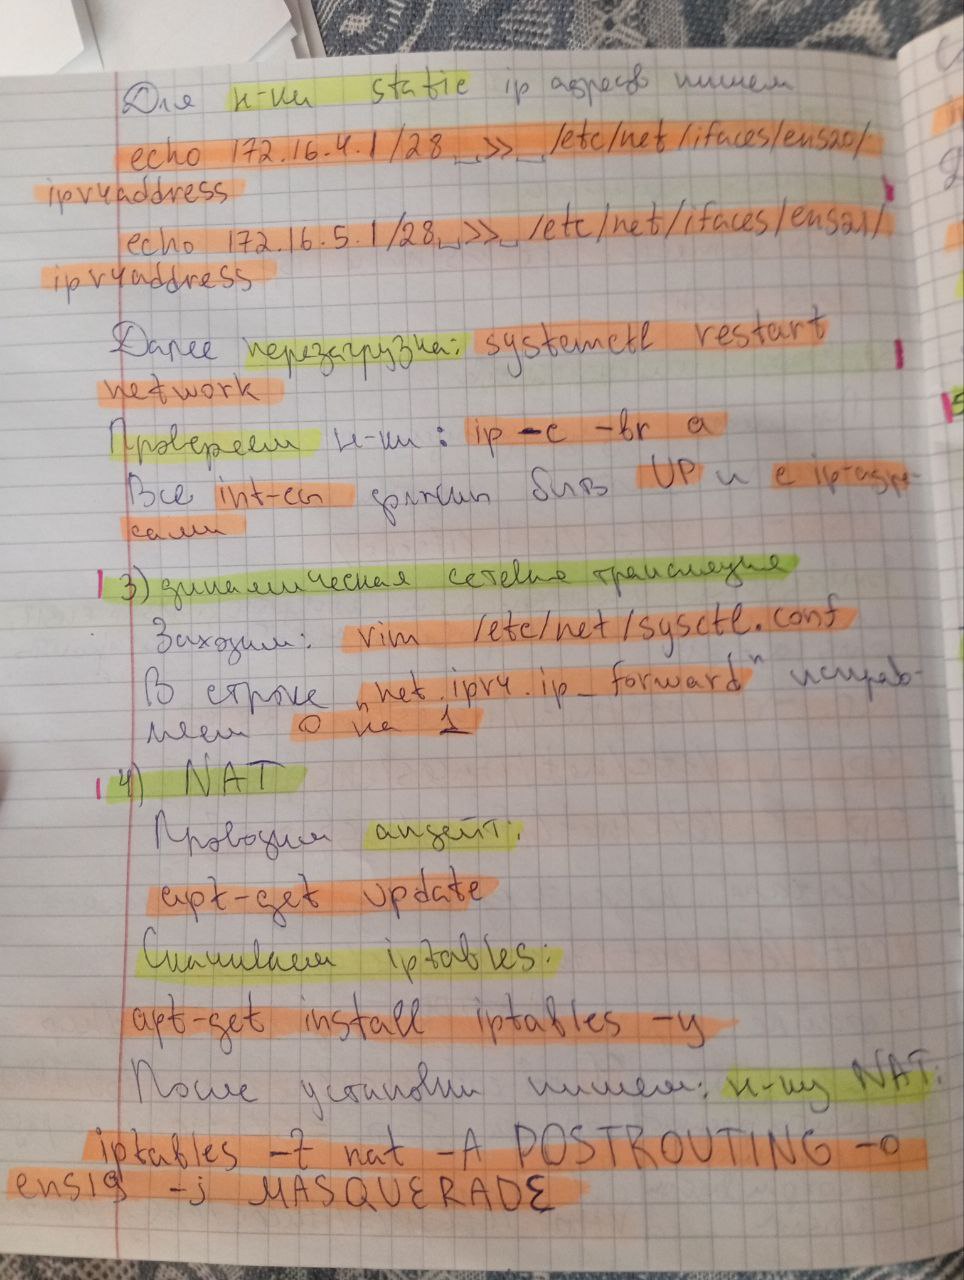 Для н-ки static ip адресов пишем
echo 172.16.4.1/28 >> /etc/net/ifaces/ens20/
ipv4address
echo 172.16.5.1/28 >> /etc/net/ifaces/ens21/
ipv4address
Далее перезагрузка: systemctl restart
network
Проверяем н-ки: ip -c -br a
Все int-сы должны быть UP и с ip-адре-
сами
3) динамическая сетевая трансляция
Заходим: vim /etc/net/sysctl.conf
В строке "net.ipv4.ip_forward" исправ-
ляем 0 на 1
4) NAT
Проводим апдейт:
apt-get update
Скачиваем iptables:
apt-get install iptables -y
После установки пишем: н-ку NAT:
iptables -t nat -A POSTROUTING -o
ens19 -j MASQUERADE